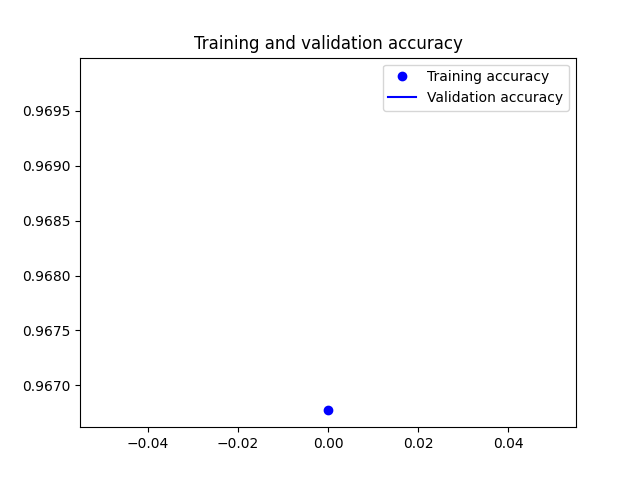 Training and validation accuracy
Training accuracy
Validation accuracy
0.9695
0.9690
0.9685
0.9680
0.9675
0.9670
−0.04 −0.02 0.00 0.02 0.04